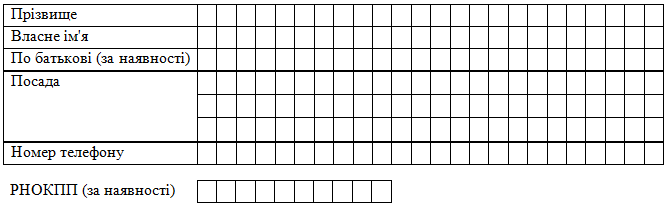 Прізвище
Власне ім'я
По батькові (за наявності)
Посада
Номер телефону
РНОКПП (за наявності)